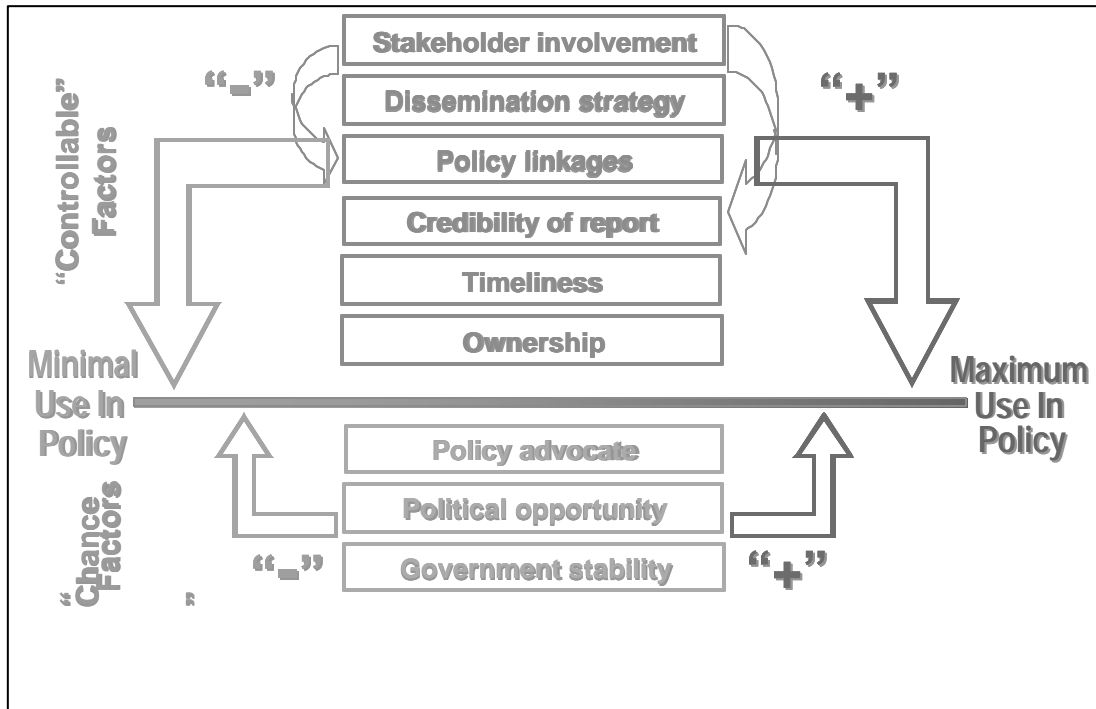 Stakeholder involvement
“-”
“+”
Dissemination strategy
“Controllable”
Factors
Policy linkages
Credibility of report
Timeliness
Ownership
Minimal
Use In
Policy
Maximum
Use In
Policy
Policy advocate
Political opportunity
“Chance
Factors
”
“-”
“+”
Government stability